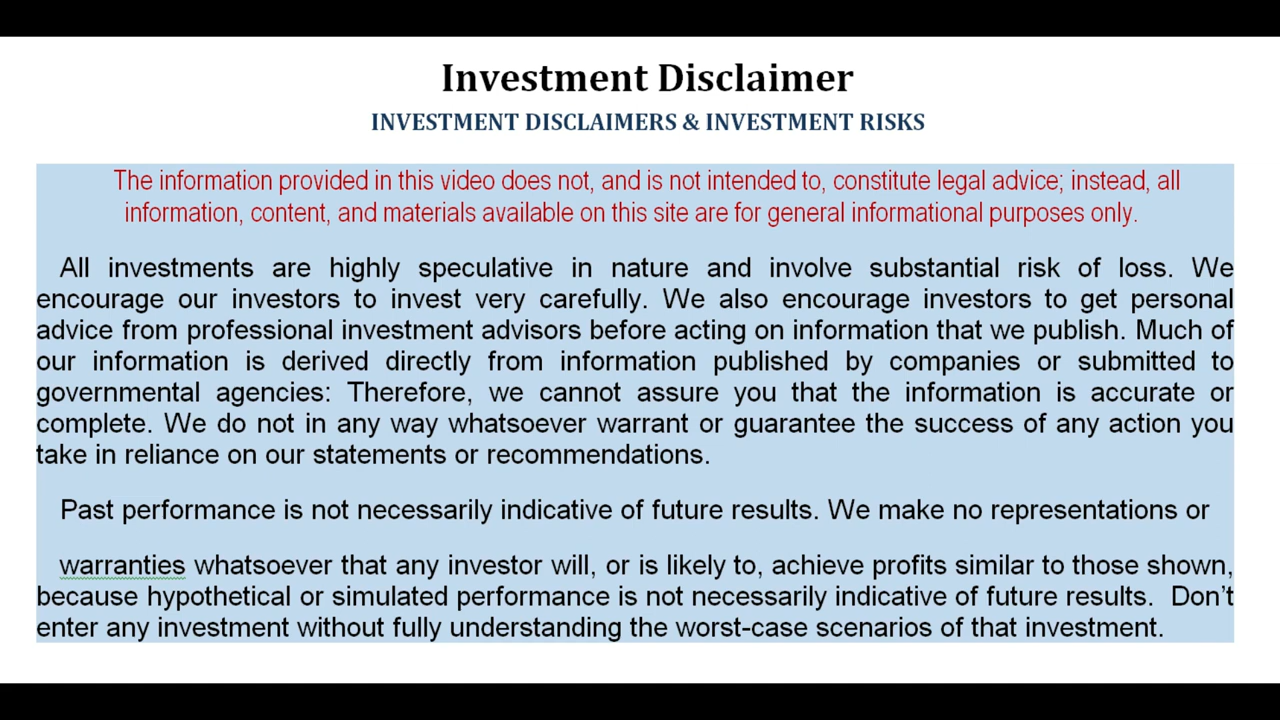 Investment Disclaimer
INVESTMENT DISCLAIMERS & INVESTMENT RISKS
The information provided in this video does not, and is not intended to, constitute legal advice; instead, all
information, content, and materials available on this site are for general informational purposes only.
All investments are highly speculative in nature and involve substantial risk of loss. We
encourage our investors to invest very carefully. We also encourage investors to get personal
advice from professional investment advisors before acting on information that we publish. Much of
our information is derived directly from information published by companies or submitted to
governmental agencies: Therefore, we cannot assure you that the information is accurate or
complete. We do not in any way whatsoever warrant or guarantee the success of any action you
take in reliance on our statements or recommendations.
Past performance is not necessarily indicative of future results. We make no representations or
warranties whatsoever that any investor will, or is likely to, achieve profits similar to those shown,
because hypothetical or simulated performance is not necessarily indicative of future results.  Don’t
enter any investment without fully understanding the worst-case scenarios of that investment.